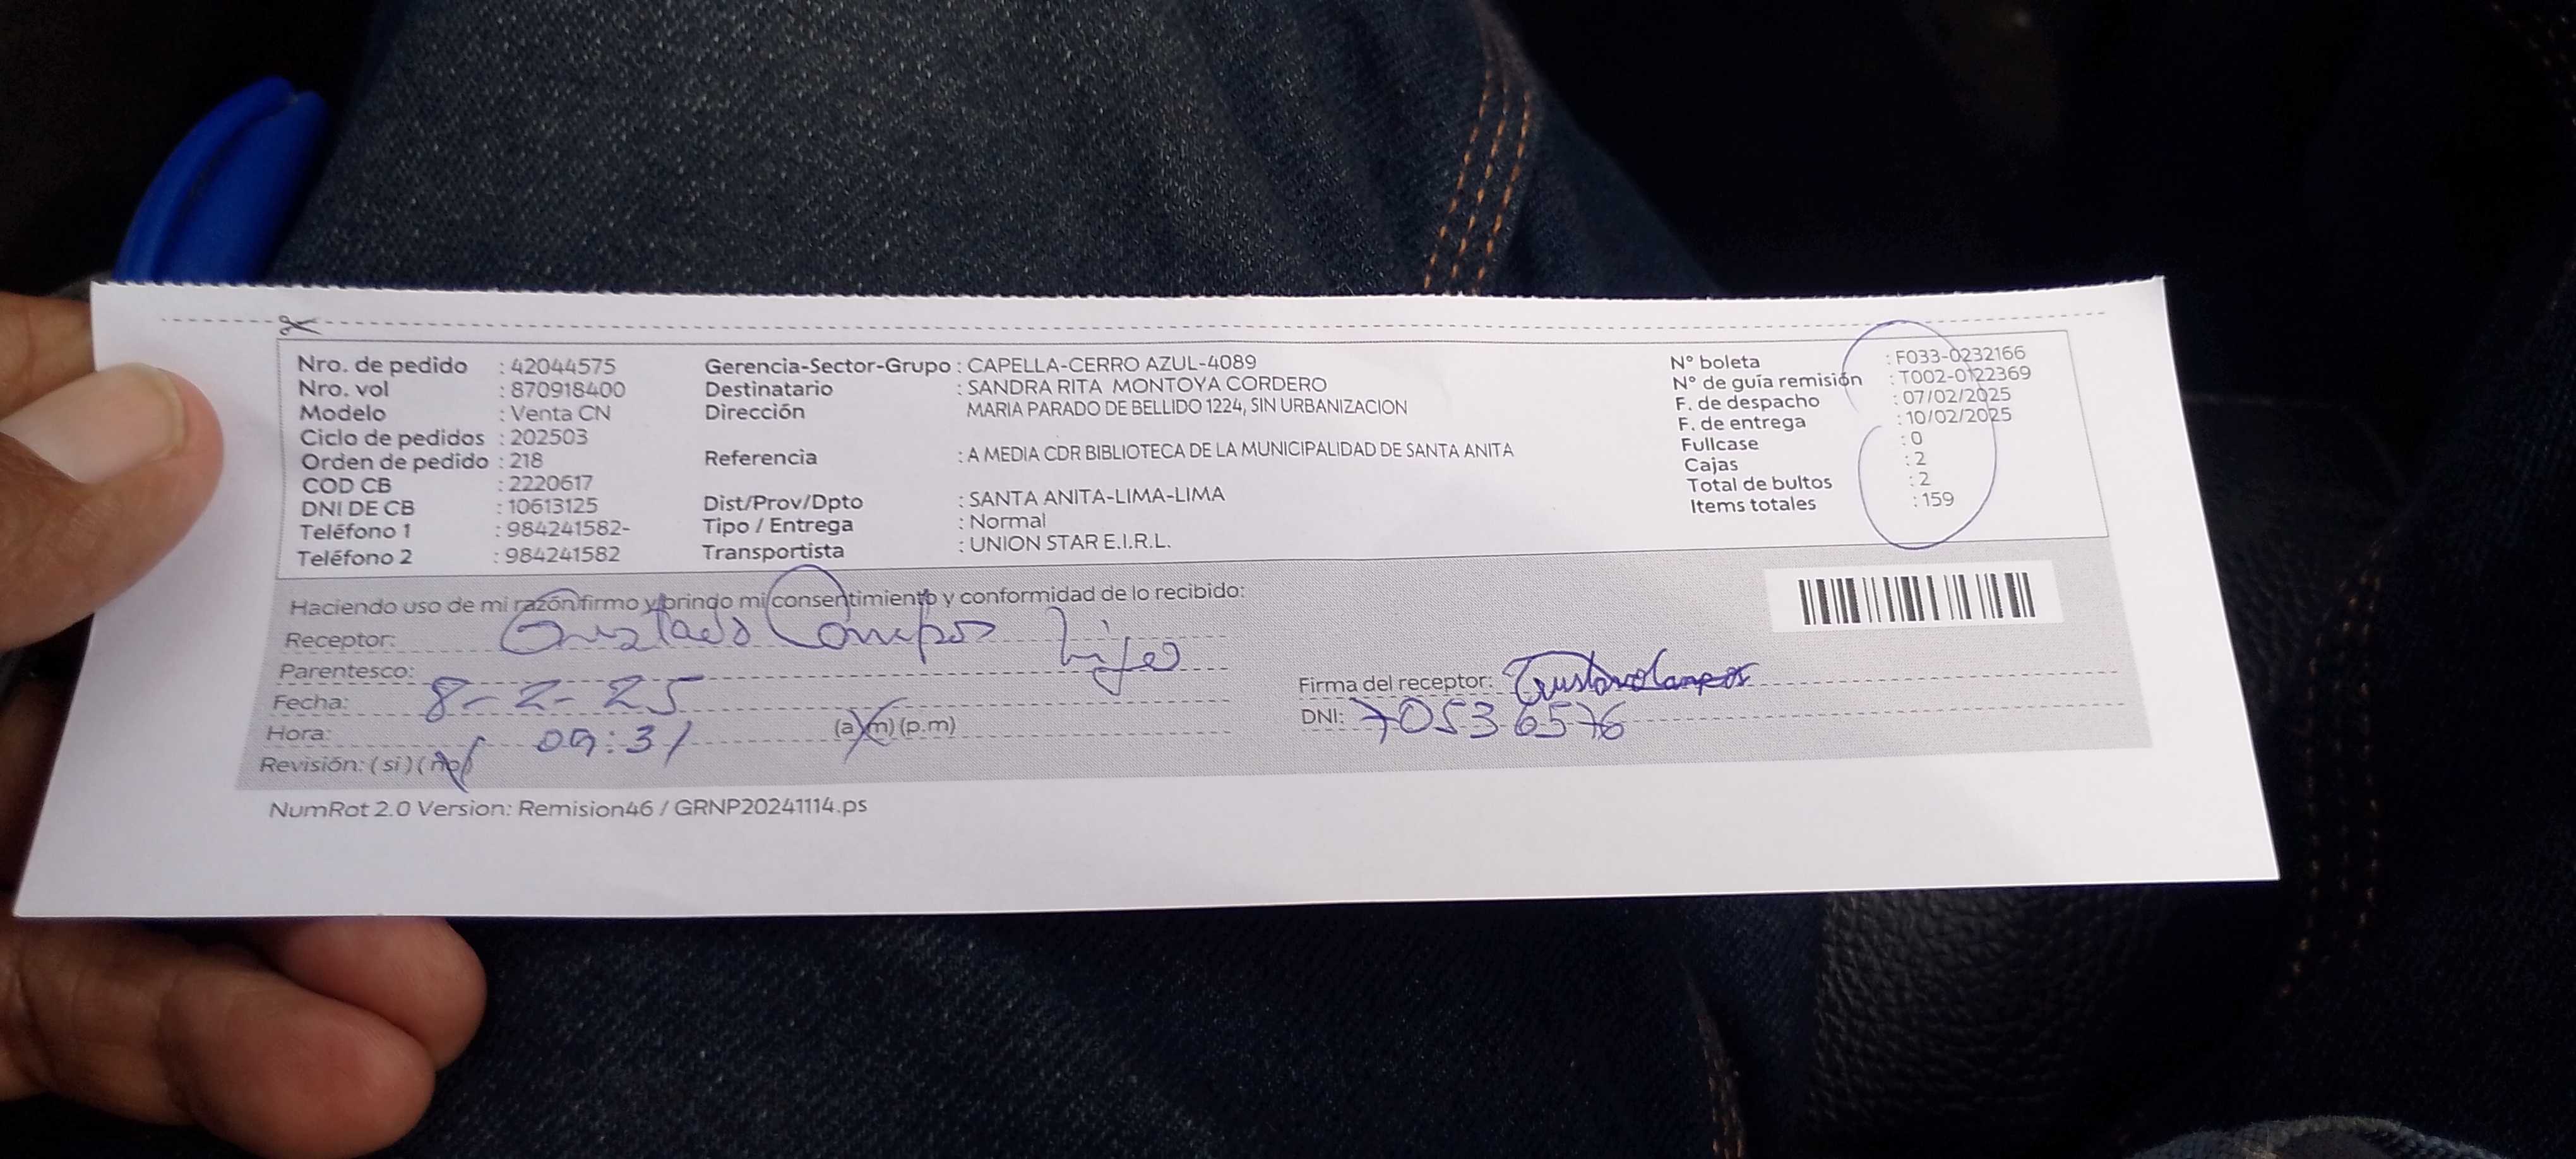 Nro. de pedido : 42044575
Nro. vol : 870918400
Modelo : Venta CN
Ciclo de pedidos : 202503
Orden de pedido : 218
COD CB : 2220617
DNI DE CB : 10613125
Teléfono 1 : 984241582-
Teléfono 2 : 984241582
Gerencia-Sector-Grupo : CAPELLA-CERRO AZUL-4089
Destinatario : SANDRA RITA MONTOYA CORDERO
Dirección MARIA PARADO DE BELLIDO 1224, SIN URBANIZACION
Referencia : A MEDIA CDR BIBLIOTECA DE LA MUNICIPALIDAD DE SANTA ANITA
Dist/Prov/Dpto : SANTA ANITA-LIMA-LIMA
Tipo / Entrega : Normal
Transportista : UNION STAR E.I.R.L.
N° boleta : F033-0232166
N° de guía remisión : T002-0122369
F. de despacho : 07/02/2025
F. de entrega : 10/02/2025
Fullcase : 0
Cajas : 2
Total de bultos : 2
Items totales : 159
Haciendo uso de mi razón firmo y brindo mi consentimiento y conformidad de lo recibido:
Receptor: Gustavo Campos
Parentesco: hijo
Fecha: 8-2-25
Hora: 09:31 (a.m) (p.m)
Revisión: (si) (no)
Firma del receptor: Gustavo Campos
DNI: 70536576
NumRot 2.0 Version: Remision46 / GRNP20241114.ps